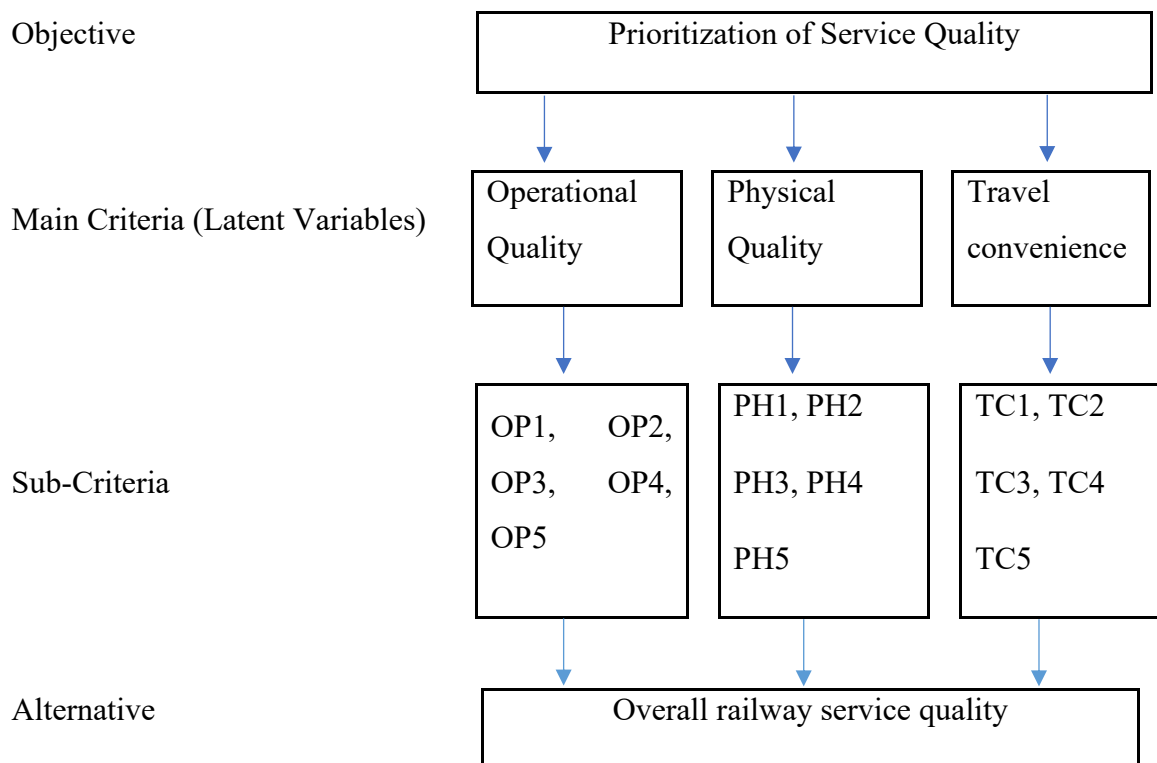 Objective
Prioritization of Service Quality
Main Criteria (Latent Variables)
Operational
Quality
Physical
Quality
Travel
convenience
Sub-Criteria
OP1, OP2,
OP3, OP4,
OP5
PH1, PH2
PH3, PH4
PH5
TC1, TC2
TC3, TC4
TC5
Alternative
Overall railway service quality